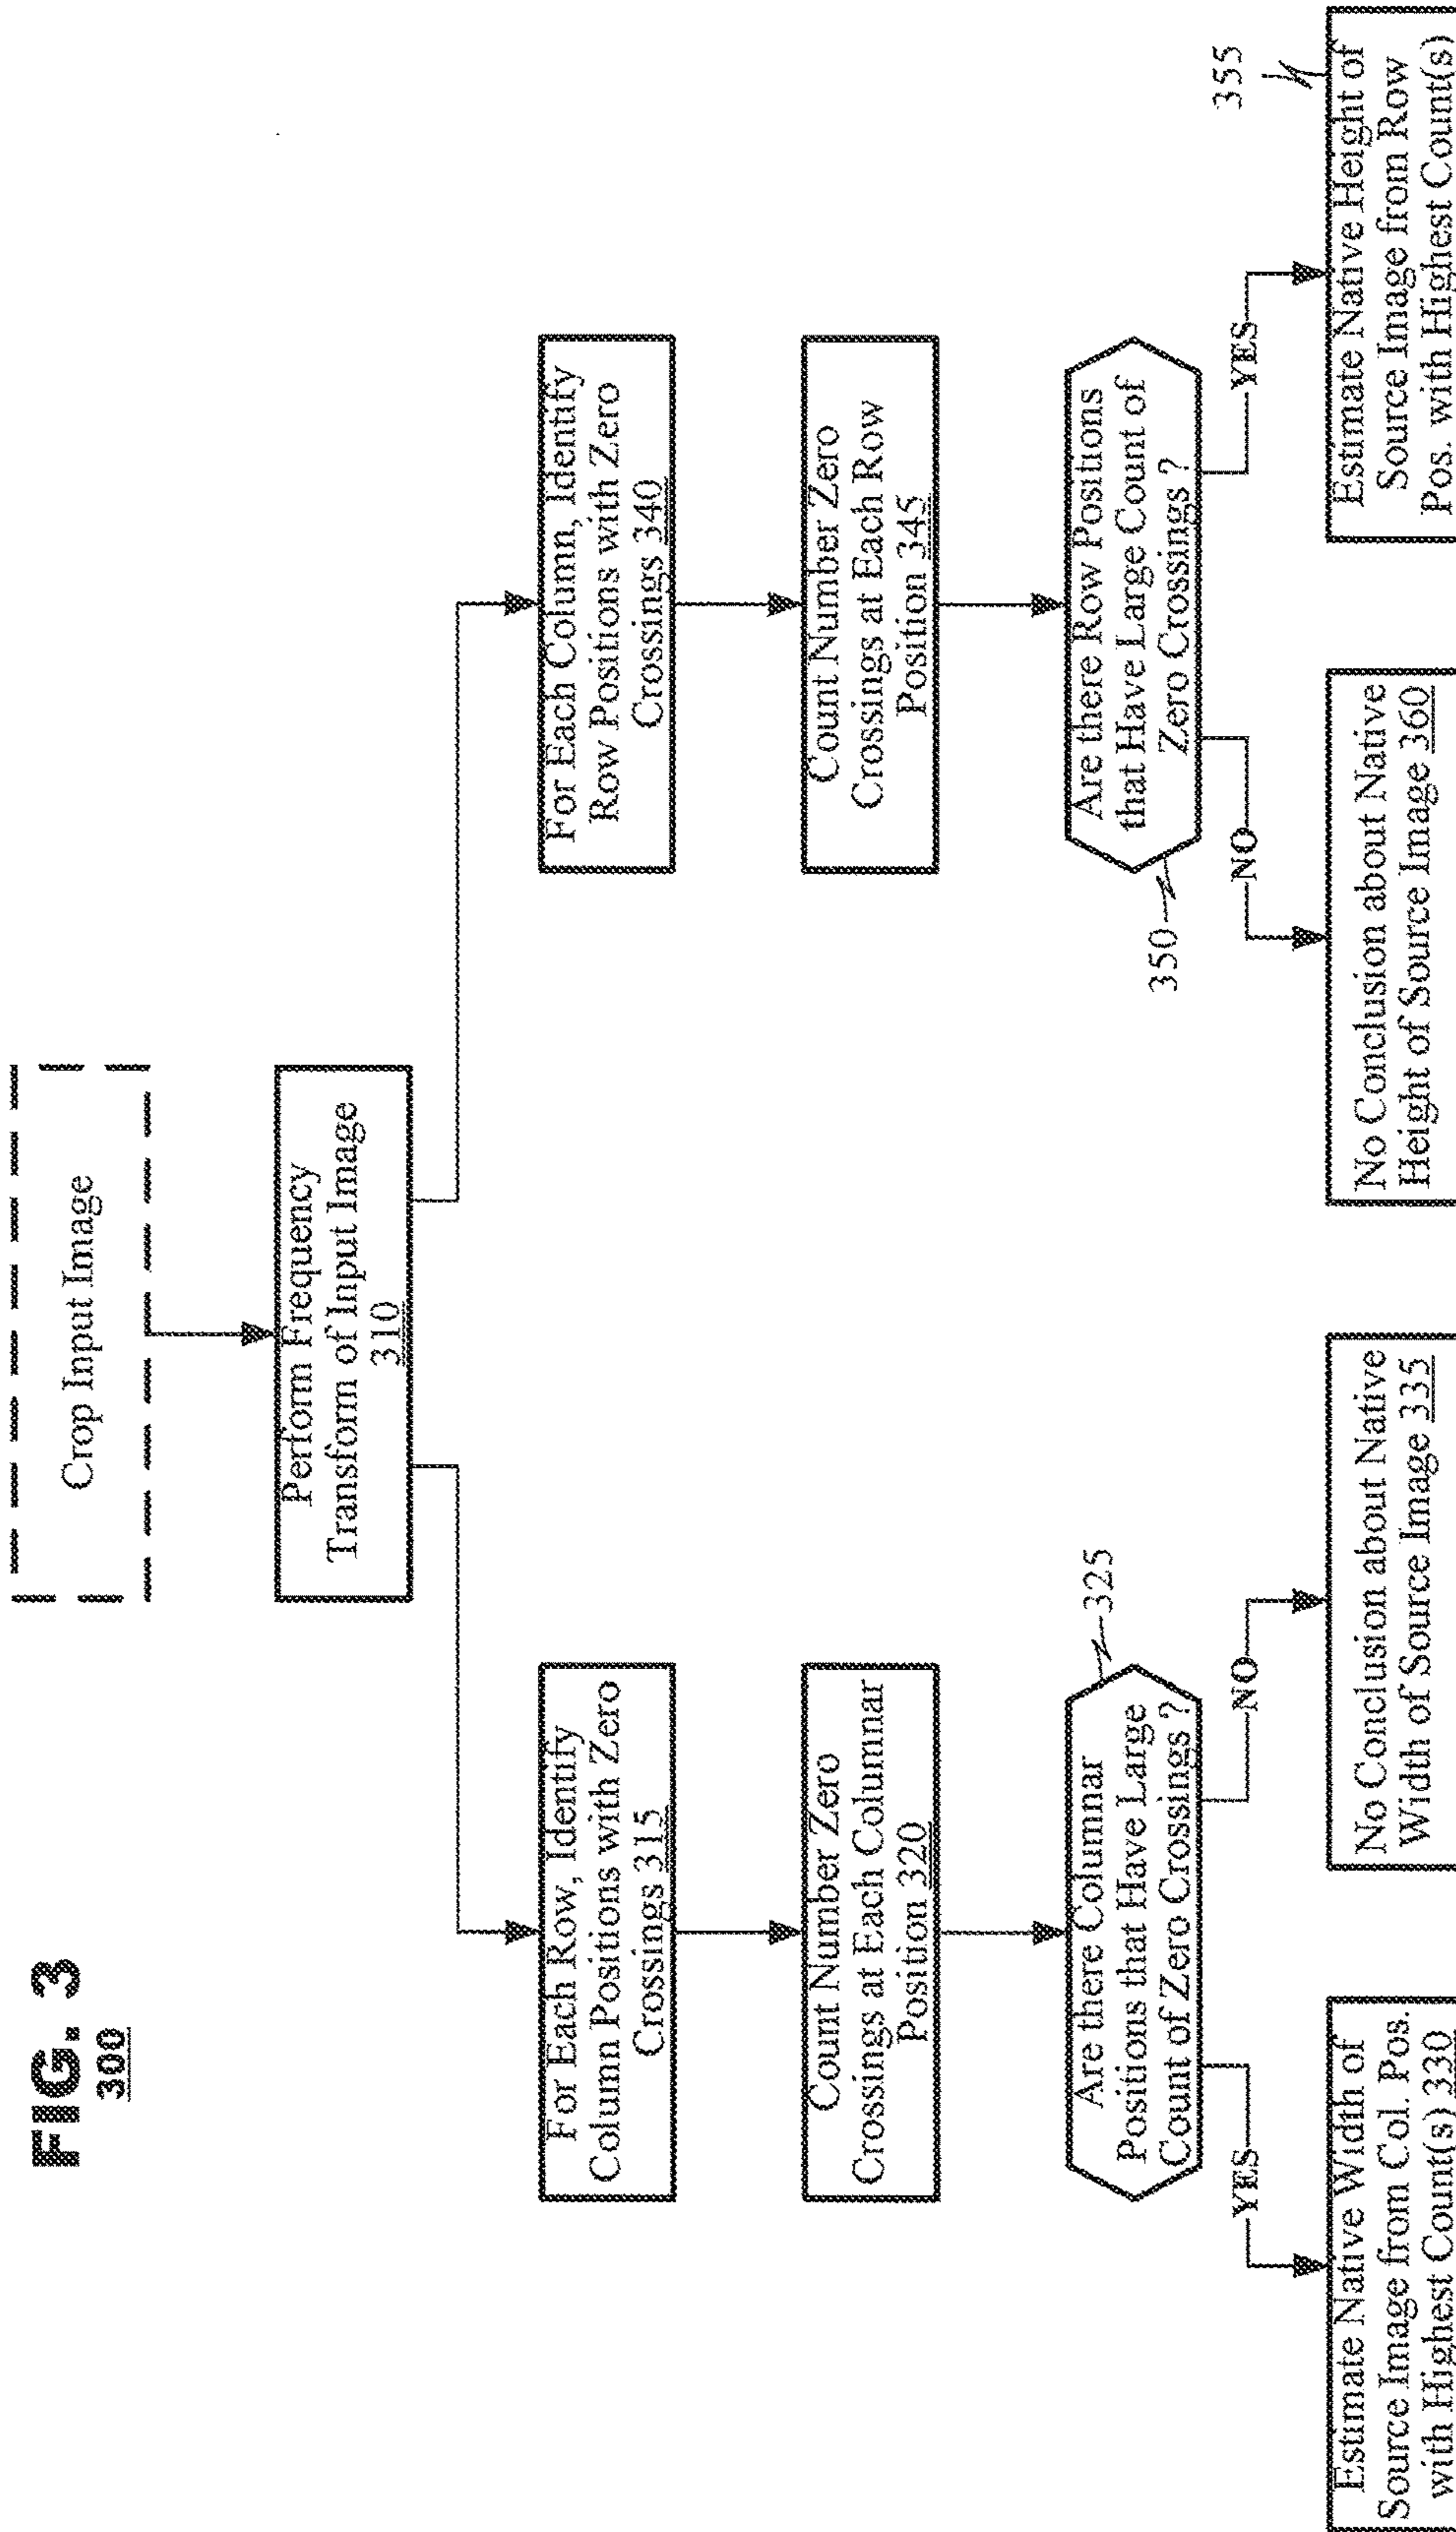 FIG. 3
300
Crop Input Image
Perform Frequency
Transform of Input Image
310
For Each Row, Identify
Column Positions with Zero
Crossings 315
Count Number Zero
Crossings at Each Columnar
Position 320
Are there Columnar
Positions that Have Large
Count of Zero Crossings ?
325
YES
NO
Estimate Native Width of
Source Image from Col. Pos.
with Highest Count(s) 330
No Conclusion about Native
Width of Source Image 335
For Each Column, Identify
Row Positions with Zero
Crossings 340
Count Number Zero
Crossings at Each Row
Position 345
Are there Row Positions
that Have Large Count of
Zero Crossings ?
350
NO
YES
No Conclusion about Native
Height of Source Image 360
Estimate Native Height of
Source Image from Row
Pos. with Highest Count(s)
355